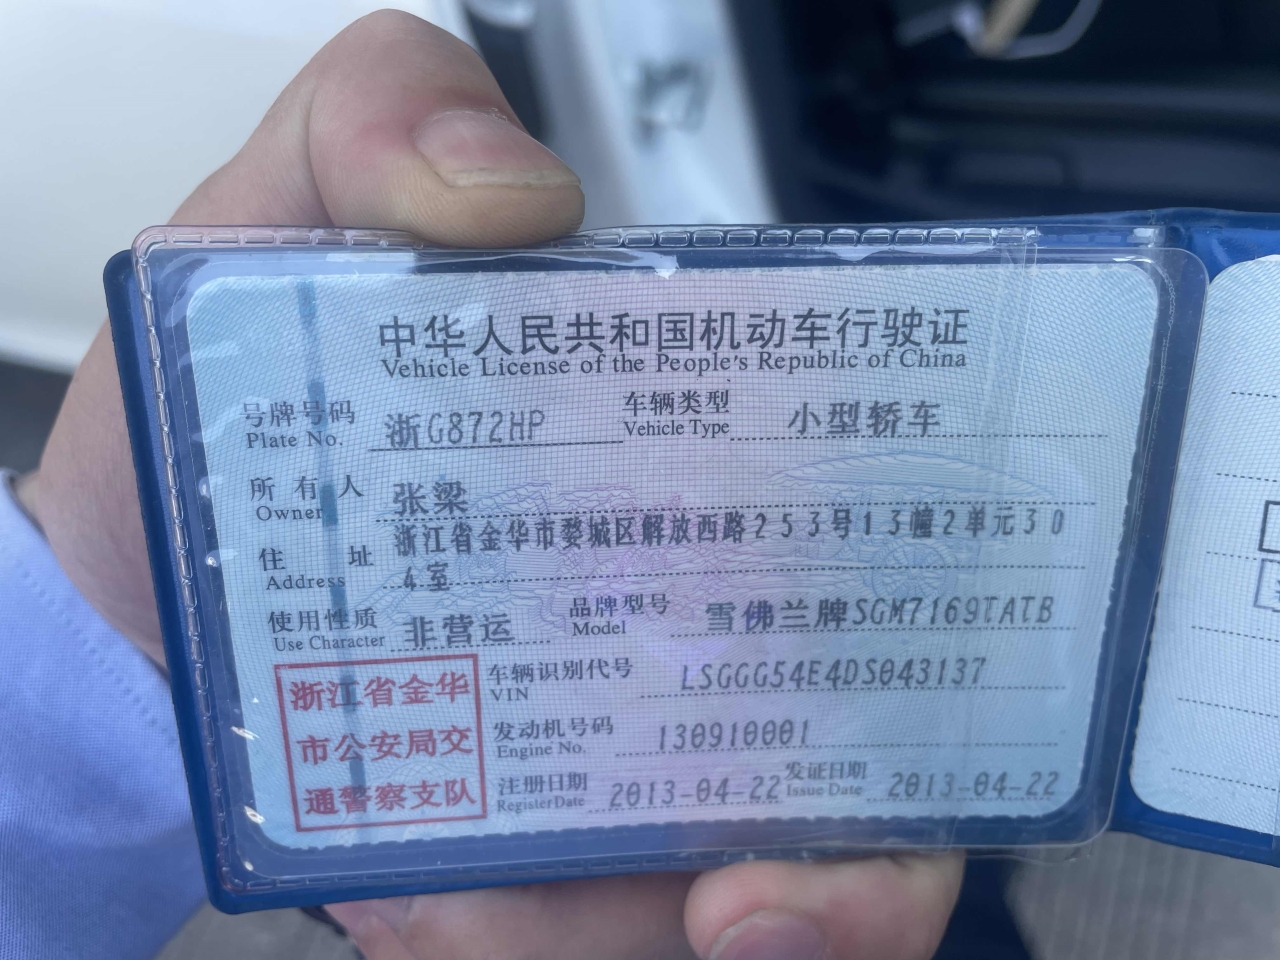 中华人民共和国机动车行驶证
Vehicle License of the People's Republic of China
号牌号码 浙G872HP 车辆类型 小型轿车
Plate No. Vehicle Type
所有人 张梁
Owner
住址 浙江省金华市婺城区解放西路253号13幢2单元30
Address 4室
使用性质 非营运 品牌型号 雪佛兰牌SGM7169TATB
Use Character Model
浙江省金华
市公安局交
通警察支队
车辆识别代号 LSGGG54E4DS043137
VIN
发动机号码 130910001
Engine No.
注册日期 2013-04-22 发证日期 2013-04-22
Register Date Issue Date